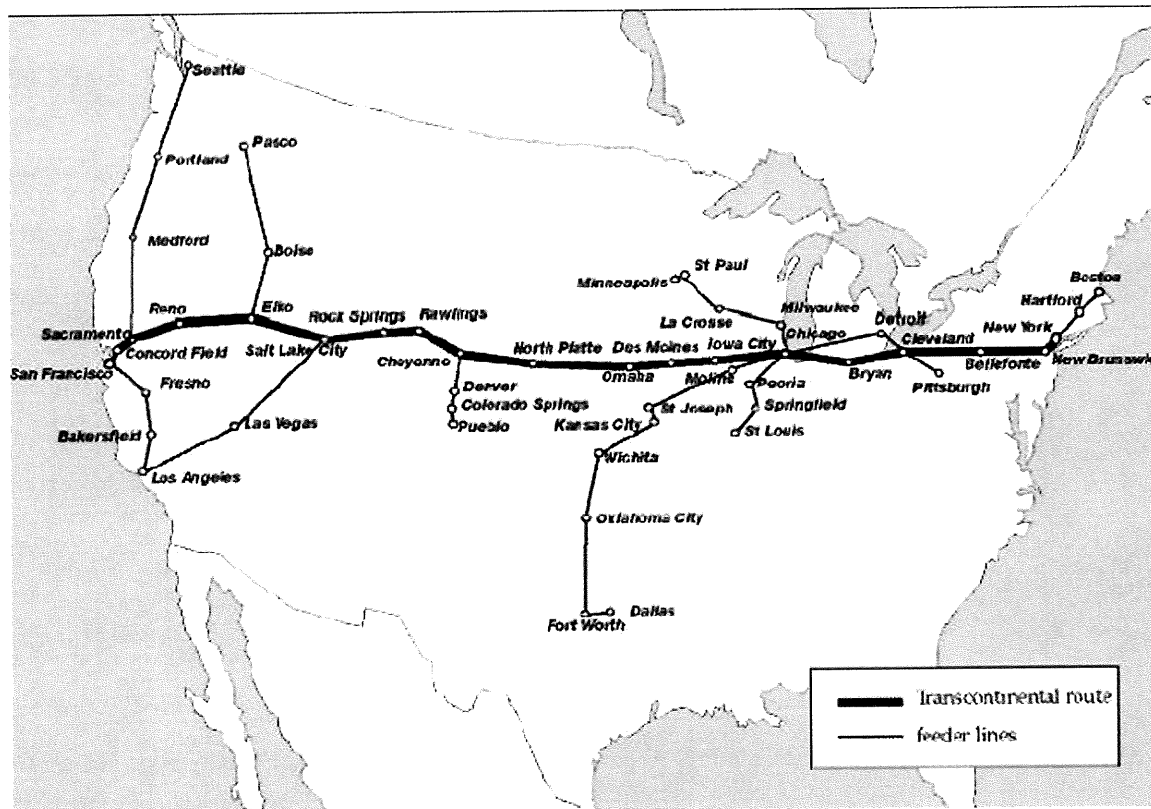 Seattle
Pasco
Portland
Medford
Boise
St Paul
Minneapolis
Boston
Hartford
Reno
Elko
Rock Springs
Rawlings
La Crosse
Milwaukee
Detroit
New York
Sacramento
Chicago
Cleveland
Concord Field
Salt Lake City
Cheyenne
North Platte
Des Moines
Iowa City
San Francisco
Omaha
Moline
Bryan
Bellefonte
New Brunswick
Fresno
Denver
Peoria
Pittsburgh
Colorado Springs
St Joseph
Springfield
Bakersfield
Las Vegas
Pueblo
Kansas City
St Louis
Los Angeles
Wichita
Oklahoma City
Dallas
Fort Worth
Transcontinental route
feeder lines